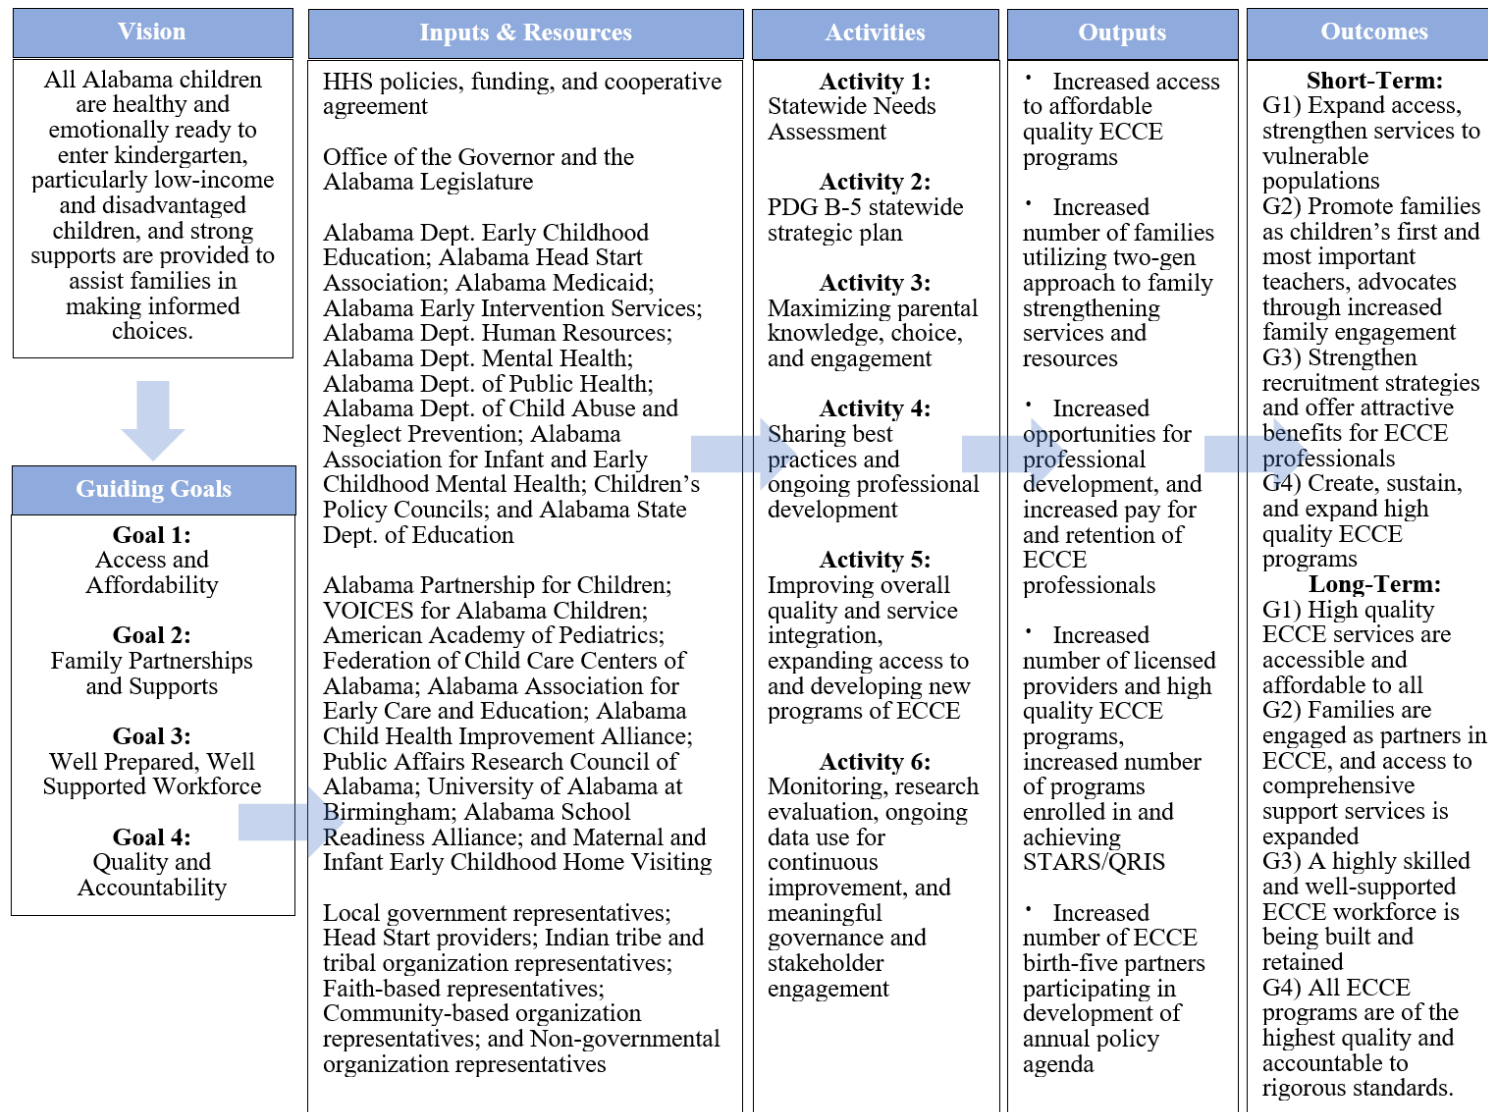 Vision
All Alabama children
are healthy and
emotionally ready to
enter kindergarten,
particularly low-income
and disadvantaged
children, and strong
supports are provided to
assist families in
making informed
choices.
Guiding Goals
Goal 1:
Access and
Affordability
Goal 2:
Family Partnerships
and Supports
Goal 3:
Well Prepared, Well
Supported Workforce
Goal 4:
Quality and
Accountability
Inputs & Resources
HHS policies, funding, and cooperative
agreement
Office of the Governor and the
Alabama Legislature
Alabama Dept. Early Childhood
Education; Alabama Head Start
Association; Alabama Medicaid;
Alabama Early Intervention Services;
Alabama Dept. Human Resources;
Alabama Dept. Mental Health;
Alabama Dept. of Public Health;
Alabama Dept. of Child Abuse and
Neglect Prevention; Alabama
Association for Infant and Early
Childhood Mental Health; Children's
Policy Councils; and Alabama State
Dept. of Education
Alabama Partnership for Children;
VOICES for Alabama Children;
American Academy of Pediatrics;
Federation of Child Care Centers of
Alabama; Alabama Association for
Early Care and Education; Alabama
Child Health Improvement Alliance;
Public Affairs Research Council of
Alabama; University of Alabama at
Birmingham; Alabama School
Readiness Alliance; and Maternal and
Infant Early Childhood Home Visiting
Local government representatives;
Head Start providers; Indian tribe and
tribal organization representatives;
Faith-based representatives;
Community-based organization
representatives; and Non-governmental
organization representatives
Activities
Activity 1:
Statewide Needs
Assessment
Activity 2:
PDG B-5 statewide
strategic plan
Activity 3:
Maximizing parental
knowledge, choice,
and engagement
Activity 4:
Sharing best
practices and
ongoing professional
development
Activity 5:
Improving overall
quality and service
integration,
expanding access to
and developing new
programs of ECCE
Activity 6:
Monitoring, research
evaluation, ongoing
data use for
continuous
improvement, and
meaningful
governance and
stakeholder
engagement
Outputs
· Increased access
to affordable
quality ECCE
programs
· Increased
number of families
utilizing two-gen
approach to family
strengthening
services and
resources
· Increased
opportunities for
professional
development, and
increased pay for
and retention of
ECCE
professionals
· Increased
number of licensed
providers and high
quality ECCE
programs,
increased number
of programs
enrolled in and
achieving
STARS/QRIS
· Increased
number of ECCE
birth-five partners
participating in
development of
annual policy
agenda
Outcomes
Short-Term:
G1) Expand access,
strengthen services to
vulnerable
populations
G2) Promote families
as children's first and
most important
teachers, advocates
through increased
family engagement
G3) Strengthen
recruitment strategies
and offer attractive
benefits for ECCE
professionals
G4) Create, sustain,
and expand high
quality ECCE
programs
Long-Term:
G1) High quality
ECCE services are
accessible and
affordable to all
G2) Families are
engaged as partners in
ECCE, and access to
comprehensive
support services is
expanded
G3) A highly skilled
and well-supported
ECCE workforce is
being built and
retained
G4) All ECCE
programs are of the
highest quality and
accountable to
rigorous standards.